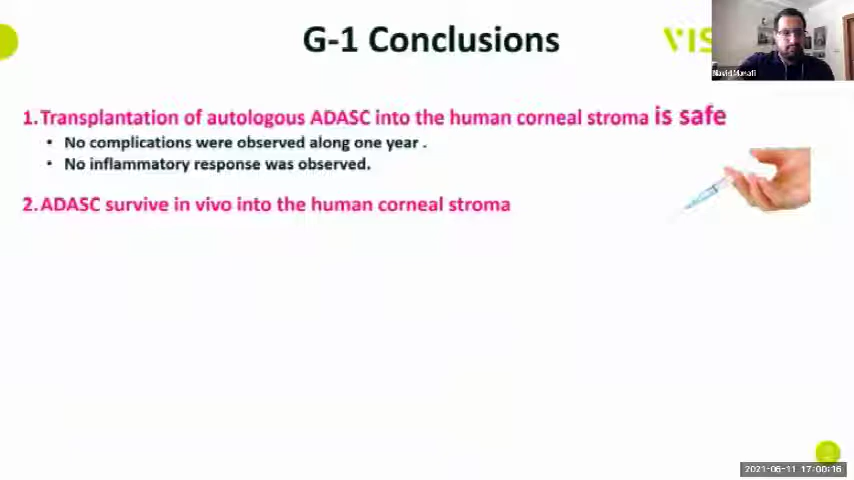 G-1 Conclusions
VIS
Navid Manafi
1. Transplantation of autologous ADASC into the human corneal stroma is safe
• No complications were observed along one year .
• No inflammatory response was observed.
2. ADASC survive in vivo into the human corneal stroma
2021-06-11 17:00:16